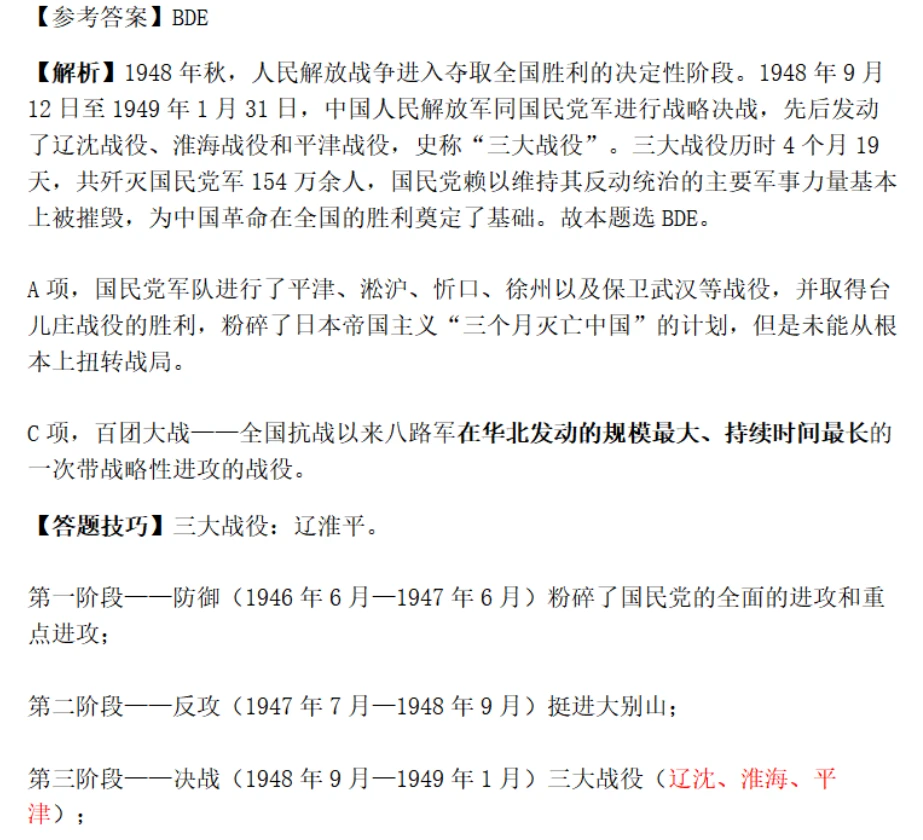 【参考答案】BDE
【解析】1948 年秋，人民解放战争进入夺取全国胜利的决定性阶段。1948 年 9 月
12 日至 1949 年 1 月 31 日，中国人民解放军同国民党军进行战略决战，先后发动
了辽沈战役、淮海战役和平津战役，史称“三大战役”。三大战役历时 4 个月 19
天，共歼灭国民党军 154 万余人，国民党赖以维持其反动统治的主要军事力量基本
上被摧毁，为中国革命在全国的胜利奠定了基础。故本题选 BDE。
A 项，国民党军队进行了平津、淞沪、忻口、徐州以及保卫武汉等战役，并取得台
儿庄战役的胜利，粉碎了日本帝国主义“三个月灭亡中国”的计划，但是未能从根
本上扭转战局。
C 项，百团大战——全国抗战以来八路军在华北发动的规模最大、持续时间最长的
一次带战略性进攻的战役。
【答题技巧】三大战役：辽淮平。
第一阶段——防御（1946 年 6 月—1947 年 6 月）粉碎了国民党的全面的进攻和重
点进攻；
第二阶段——反攻（1947 年 7 月—1948 年 9 月）挺进大别山；
第三阶段——决战（1948 年 9 月—1949 年 1 月）三大战役（辽沈、淮海、平
津）；